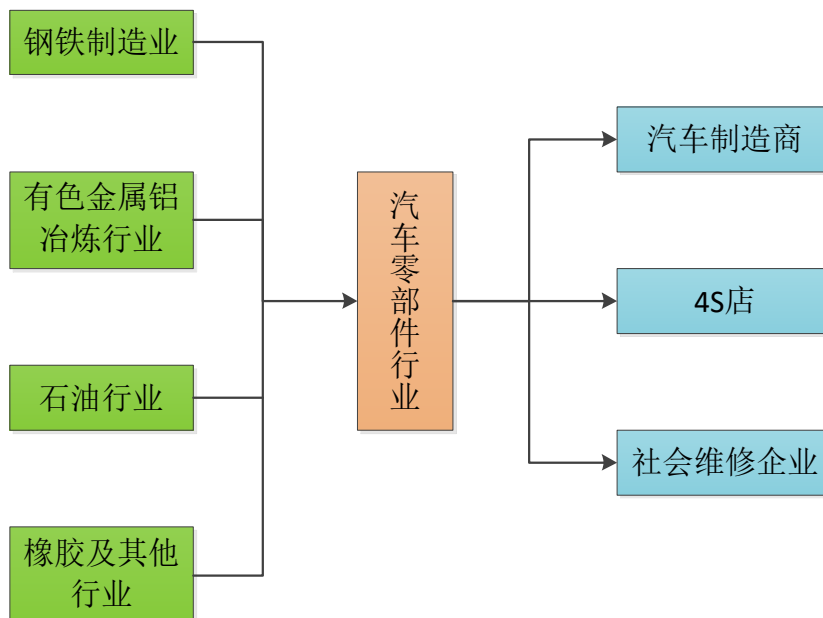 钢铁制造业
有色金属铝
冶炼行业
石油行业
橡胶及其他
行业
汽车零部件行业
汽车制造商
4S店
社会维修企业